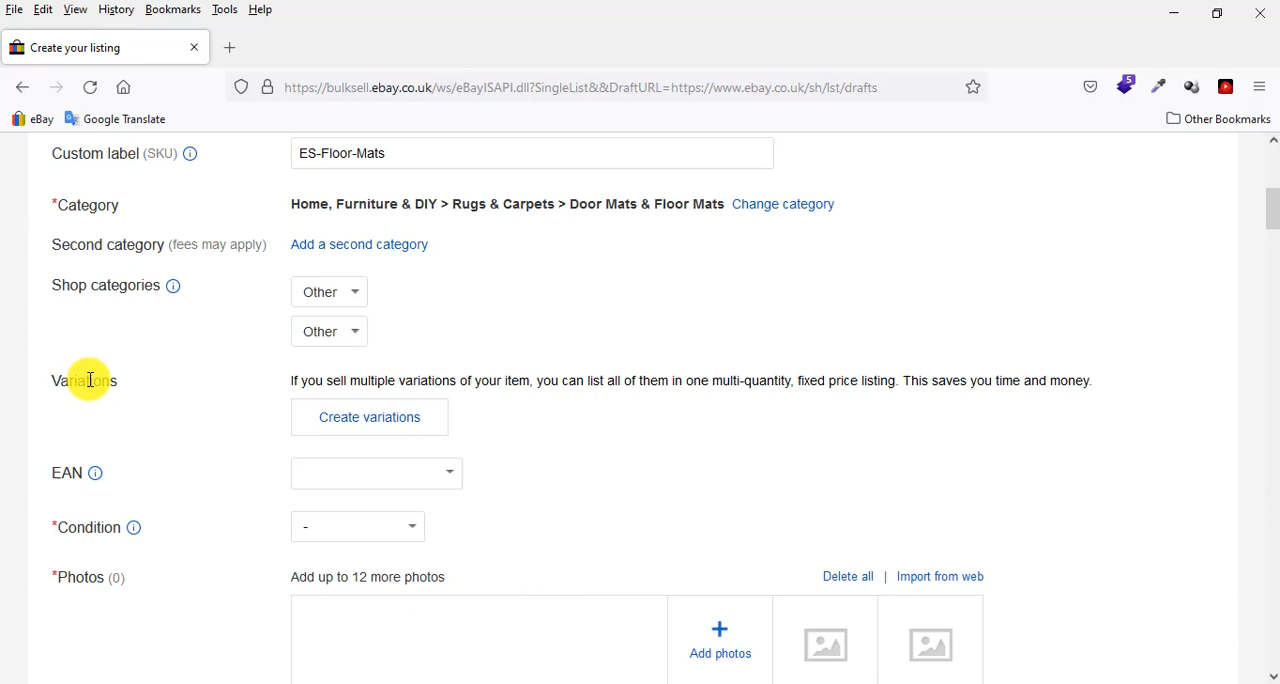 File Edit View History Bookmarks Tools Help
Create your listing
https://bulksell.ebay.co.uk/ws/eBayISAPI.dll?SingleList&&DraftURL=https://www.ebay.co.uk/sh/lst/drafts
5
eBay Google Translate Other Bookmarks
Custom label (SKU) ES-Floor-Mats
*Category Home, Furniture & DIY > Rugs & Carpets > Door Mats & Floor Mats Change category
Second category (fees may apply) Add a second category
Shop categories Other
Other
Variations If you sell multiple variations of your item, you can list all of them in one multi-quantity, fixed price listing. This saves you time and money.
Create variations
EAN
*Condition -
*Photos (0) Add up to 12 more photos Delete all | Import from web
Add photos